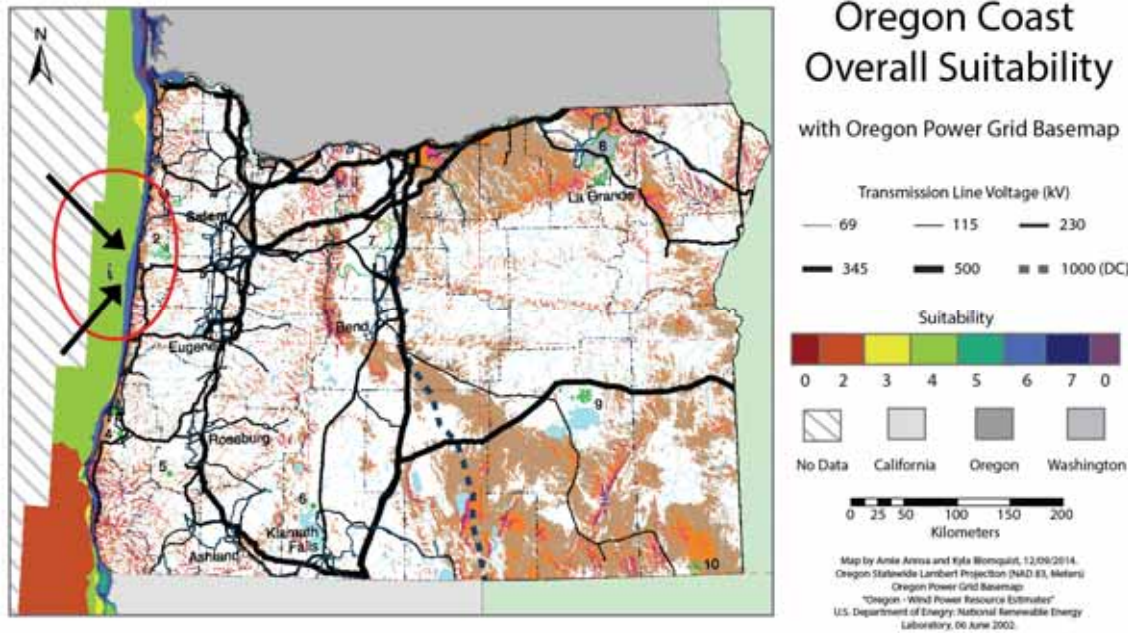 Oregon Coast
Overall Suitability
with Oregon Power Grid Basemap
Transmission Line Voltage (kV)
69 115 230
345 500 1000 (DC)
Suitability
0 2 3 4 5 6 7 0
No Data California Oregon Washington
0 25 50 100 150 200
Kilometers
Map by Amie Anissa and Kyla Blomquist, 12/09/2014.
Oregon Statewide Lambert Projection (NAD 83, Meters)
Oregon Power Grid Basemap:
"Oregon - Wind Power Resource Estimates"
U.S. Department of Enegry: National Renewable Energy
Laboratory, 06 June 2002.
N
8
La Grande
Salem
2
7
Bend
Eugene
9
4
Roseburg
5
6
Klamath
Falls
Ashland
10